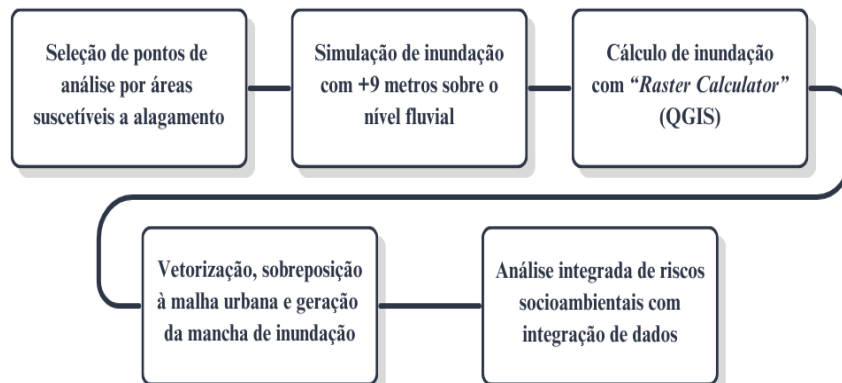 Seleção de pontos de
análise por áreas
suscetíveis a alagamento
Simulação de inundação
com +9 metros sobre o
nível fluvial
Cálculo de inundação
com “Raster Calculator”
(QGIS)
Vetorização, sobreposição
à malha urbana e geração
da mancha de inundação
Análise integrada de riscos
socioambientais com
integração de dados